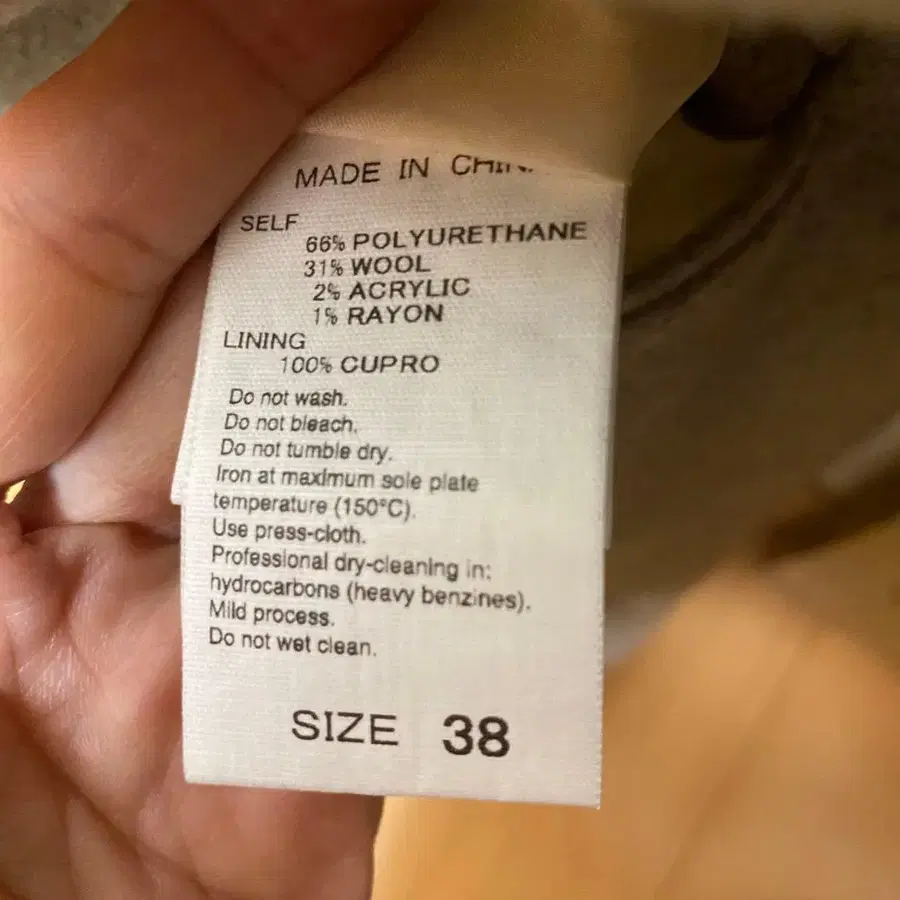 MADE IN
SELF
66% POLYURETHANE
31% WOOL
2% ACRYLIC
1% RAYON
LINING
100% CUPRO
Do not wash.
Do not bleach.
Do not tumble dry.
Iron at maximum sole plate
temperature (150°C).
Use press-cloth.
Professional dry-cleaning in:
hydrocarbons (heavy benzines).
Mild process.
Do not wet clean.
SIZE 38